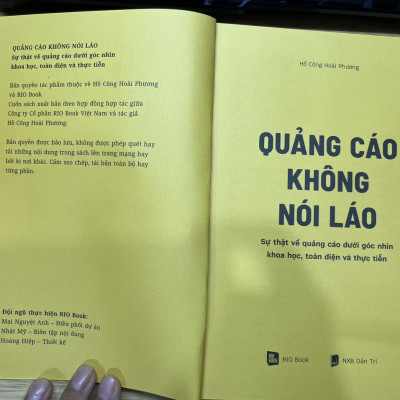 QUẢNG CÁO KHÔNG NÓI LÁO
Sự thật về quảng cáo dưới góc nhìn
khoa học, toàn diện và thực tiễn
Bản quyền tác phẩm thuộc về Hồ Công Hoài Phương
và RIO Book.
Cuốn sách xuất bản theo hợp đồng hợp tác giữa
Công ty Cổ phần RIO Book Việt Nam và tác giả
Hồ Công Hoài Phương.
Bản quyền được bảo lưu, không được phép quét hay
tải những nội dung trong sách lên trang mạng hay
bất kì nơi khác. Cấm sao chép, tái bản toàn bộ hay
từng phần.
Đội ngũ thực hiện RIO Book:
Mai Nguyệt Anh – Điều phối dự án
Nhật Mỹ – Biên tập nội dung
Hoàng Hiệp – Thiết kế
Hồ Công Hoài Phương
QUẢNG CÁO
KHÔNG
NÓI LÁO
Sự thật về quảng cáo dưới góc nhìn
khoa học, toàn diện và thực tiễn
RIO Book
NXB Dân Trí